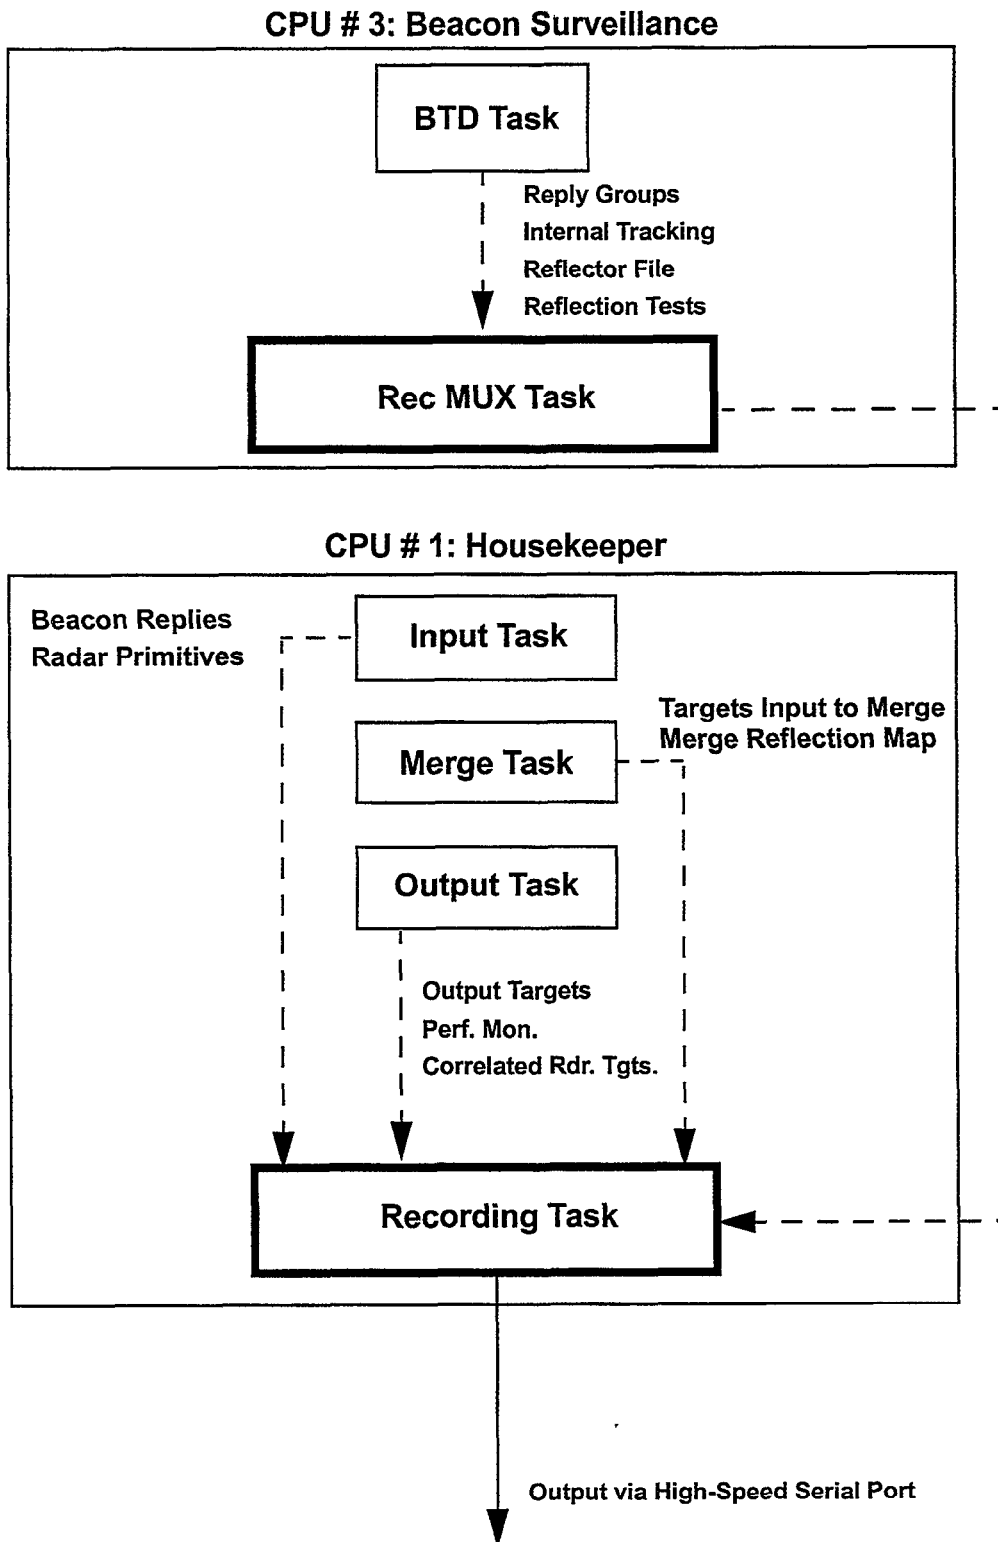 CPU # 3: Beacon Surveillance
BTD Task
Reply Groups
Internal Tracking
Reflector File
Reflection Tests
Rec MUX Task
CPU # 1: Housekeeper
Beacon Replies
Radar Primitives
Input Task
Targets Input to Merge
Merge Reflection Map
Merge Task
Output Task
Output Targets
Perf. Mon.
Correlated Rdr. Tgts.
Recording Task
Output via High-Speed Serial Port